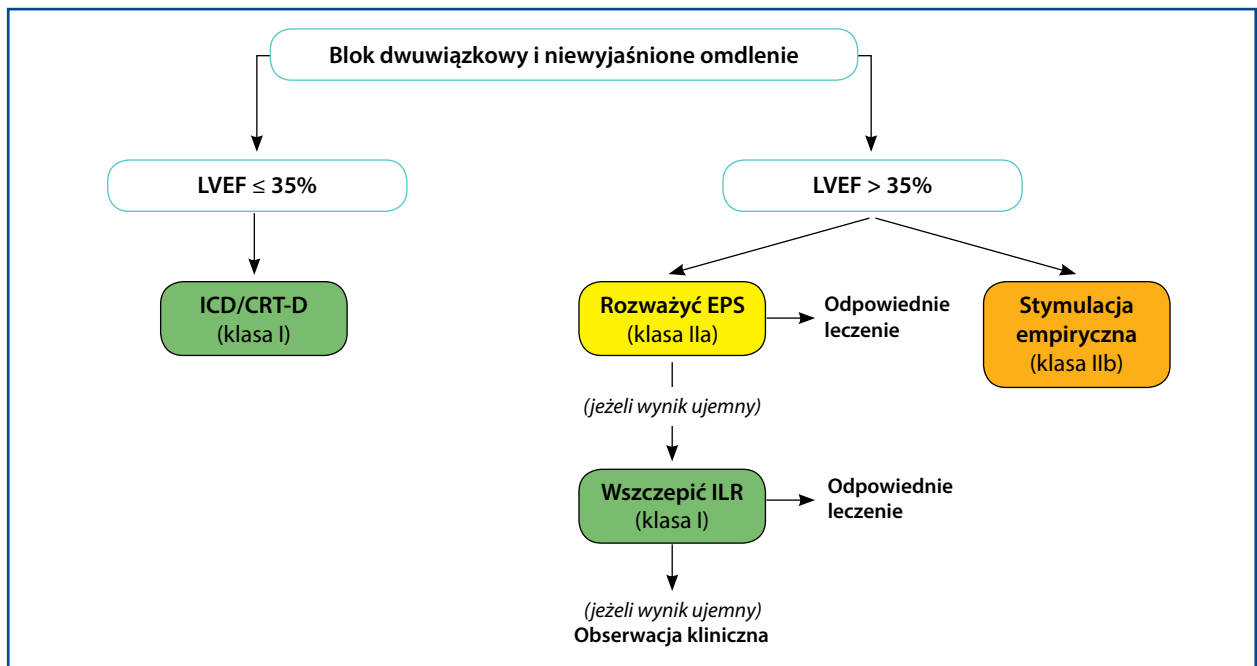 Blok dwuwiązkowy i niewyjaśnione omdlenie
LVEF ≤ 35%
LVEF > 35%
ICD/CRT-D
(klasa I)
Rozważyć EPS
(klasa IIa)
Odpowiednie
leczenie
Stymulacja
empiryczna
(klasa IIb)
(jeżeli wynik ujemny)
Wszczepić ILR
(klasa I)
Odpowiednie
leczenie
(jeżeli wynik ujemny)
Obserwacja kliniczna